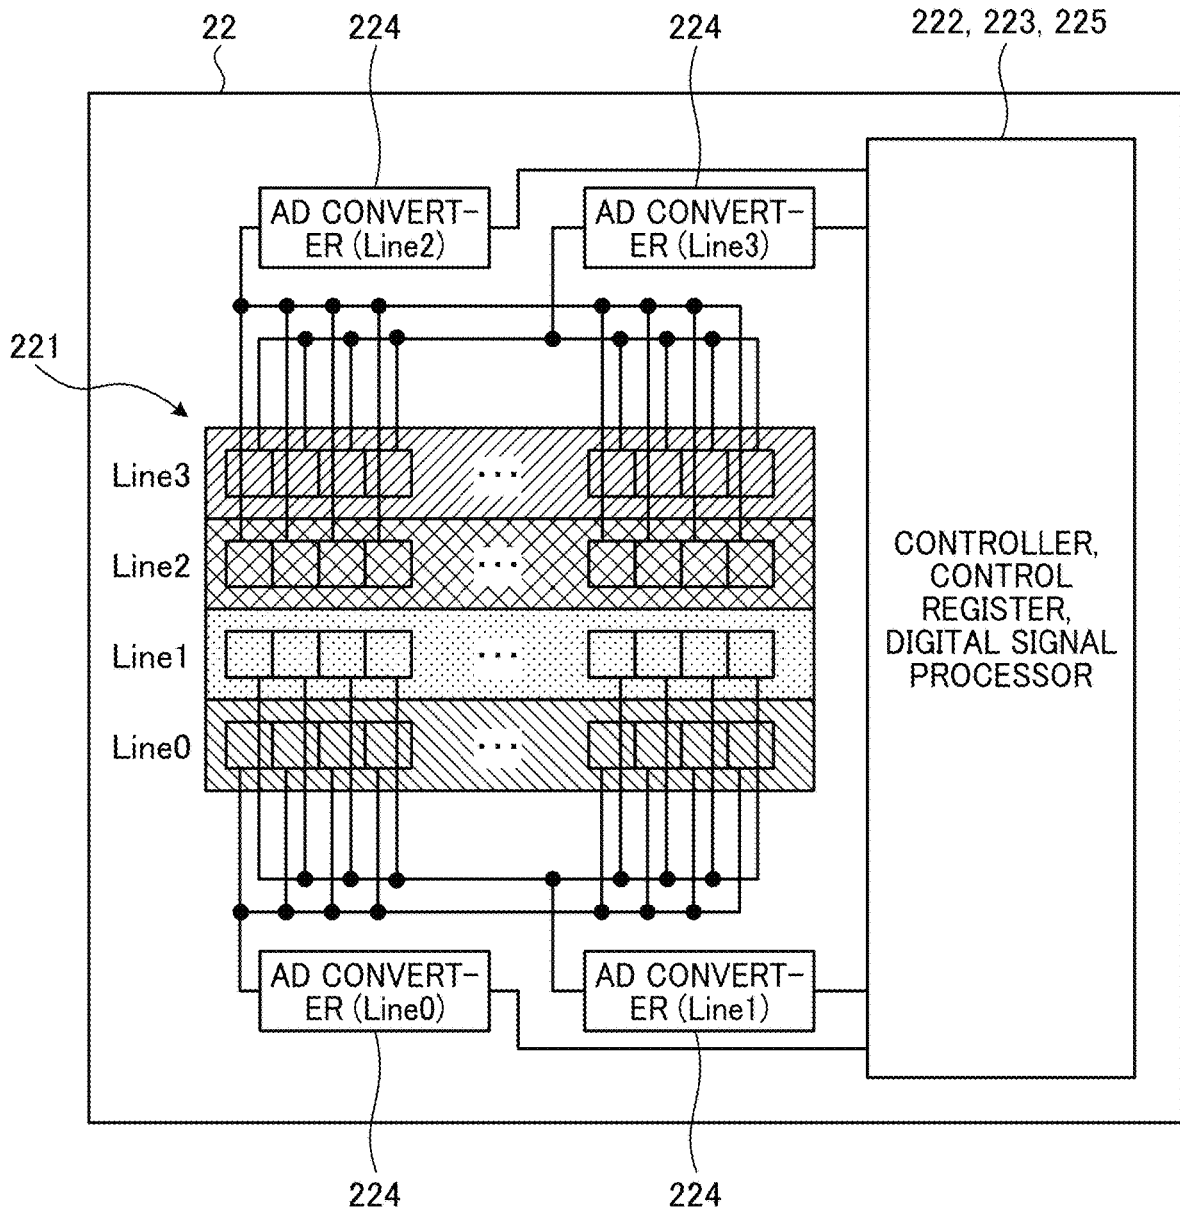 22
224
224
222, 223, 225
AD CONVERT-
ER (Line2)
AD CONVERT-
ER (Line3)
221
Line3
...
Line2
...
Line1
...
Line0
...
CONTROLLER,
CONTROL
REGISTER,
DIGITAL SIGNAL
PROCESSOR
AD CONVERT-
ER (Line0)
AD CONVERT-
ER (Line1)
224
224